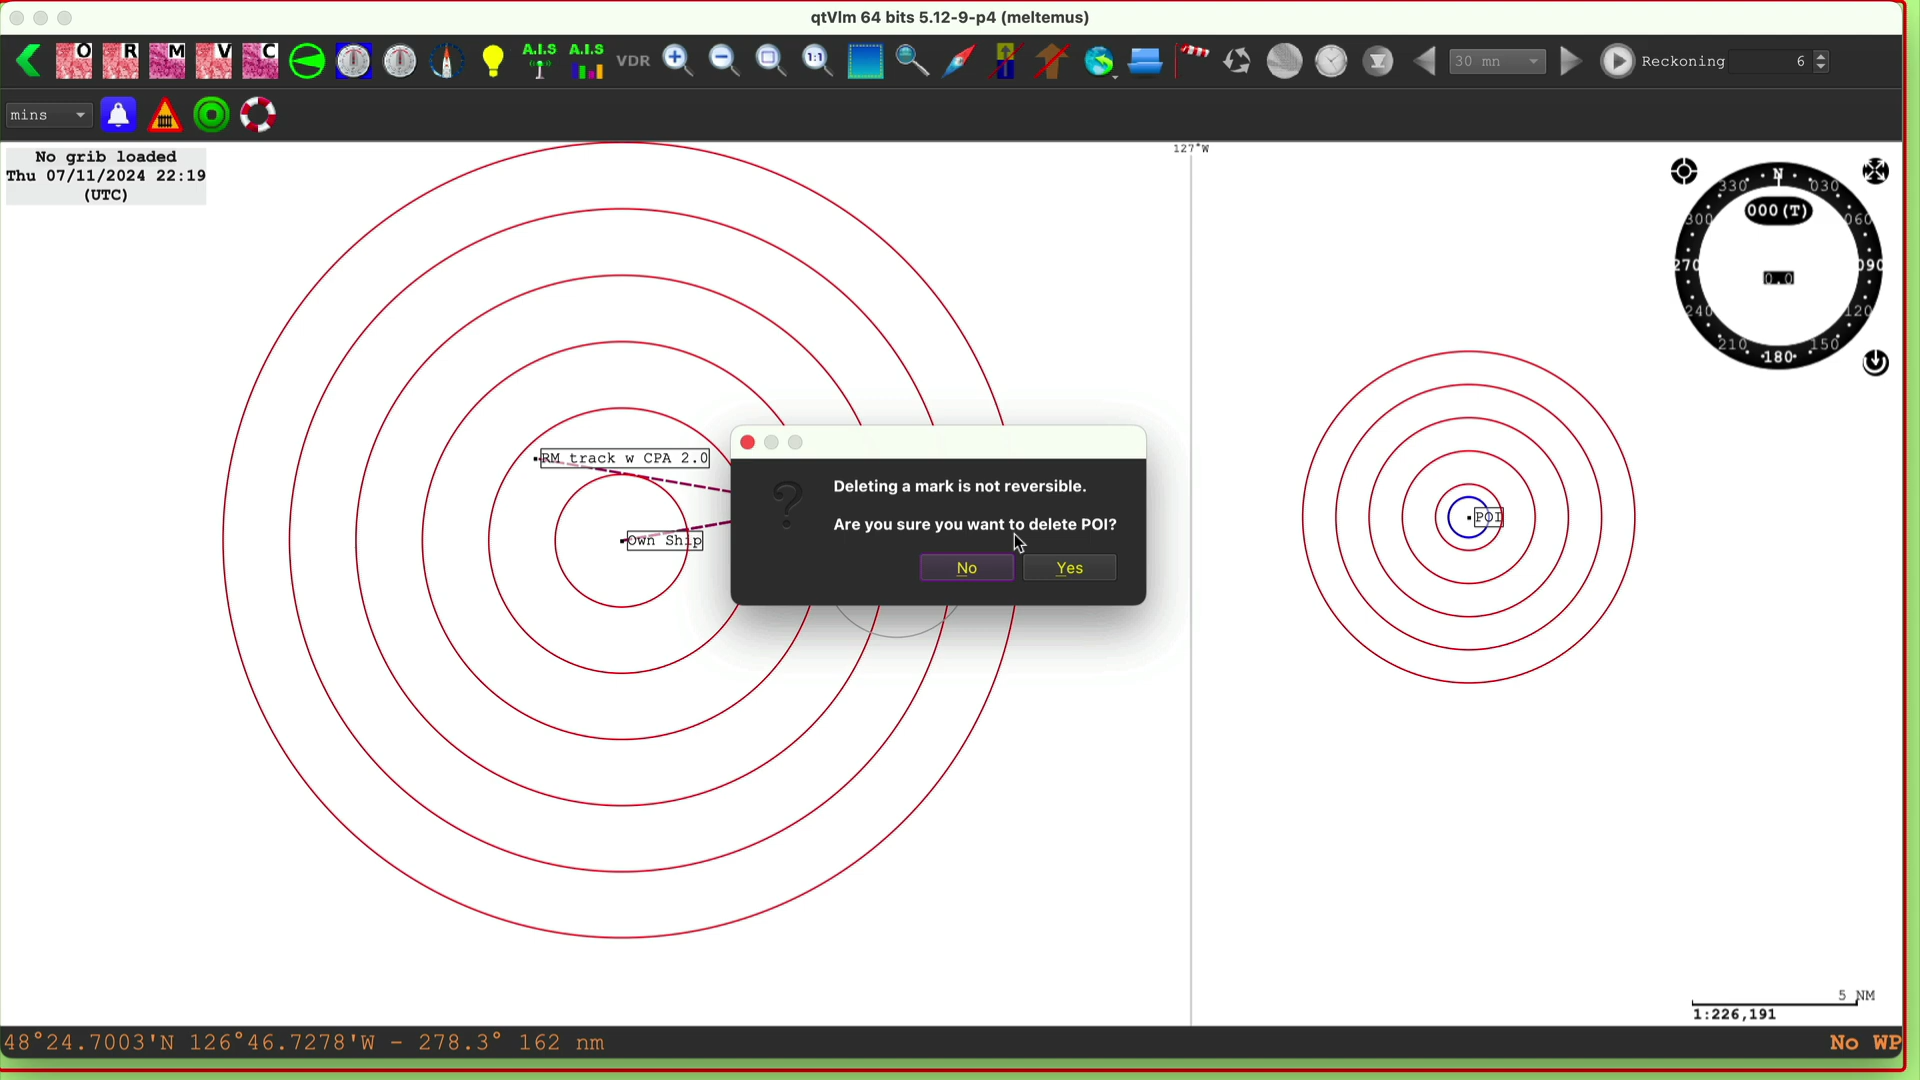 qtVlm 64 bits 5.12-9-p4 (meltemus)
O R M V C A.I.S A.I.S VDR 1:1 30 mn Reckoning 6
mins
No grib loaded
Thu 07/11/2024 22:19
(UTC)
127°W
N
330 030
000(T)
300 060
270 0.0 090
240 120
210 150
180
RM track w CPA 2.0
Own Ship
Deleting a mark is not reversible.
Are you sure you want to delete POI?
No Yes
POI
5 NM
1:226,191
48°24.7003'N 126°46.7278'W - 278.3° 162 nm
No WP